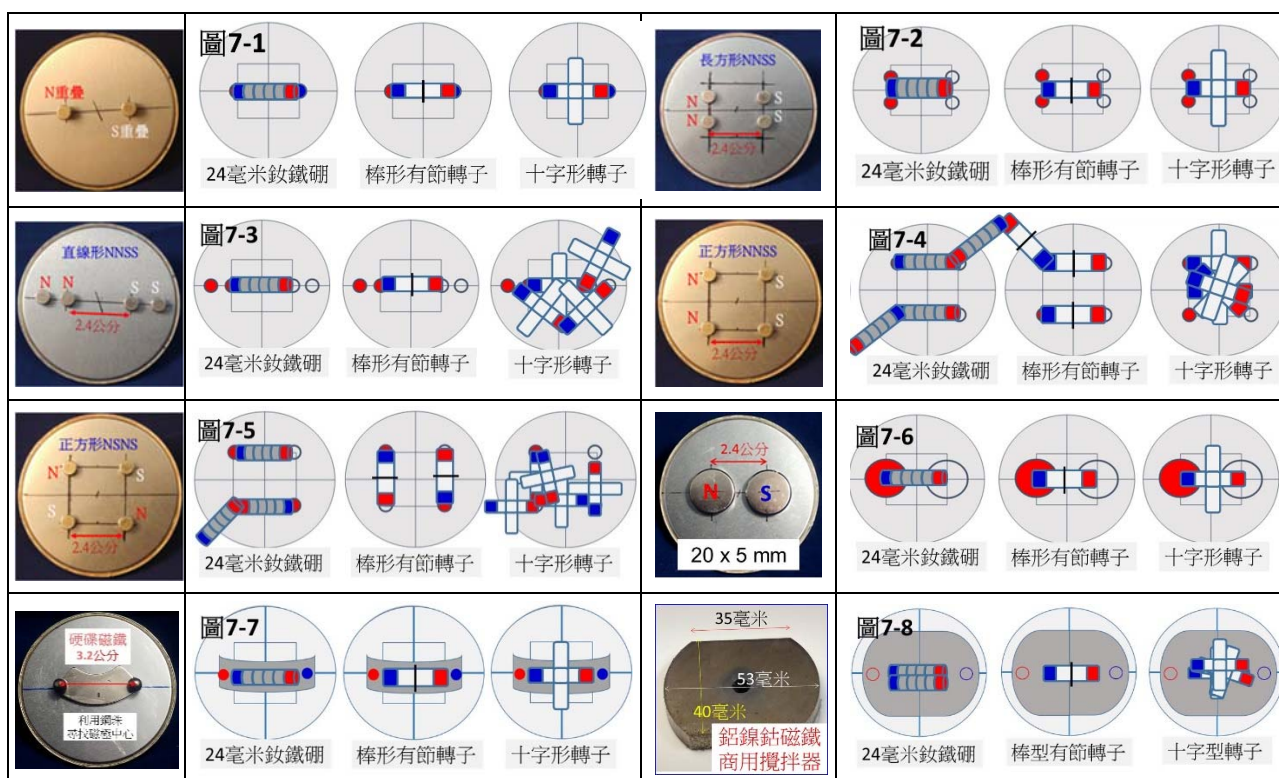 N重疊
S重疊
圖7-1
24毫米釹鐵硼
棒形有節轉子
十字形轉子
長方形NNSS
N
S
N
S
2.4公分
圖7-2
24毫米釹鐵硼
棒形有節轉子
十字形轉子
直線形NNSS
N N
S S
2.4公分
圖7-3
24毫米釹鐵硼
棒形有節轉子
十字形轉子
正方形NNSS
N
S
N
S
2.4公分
圖7-4
24毫米釹鐵硼
棒形有節轉子
十字形轉子
正方形NSNS
N
S
S
N
2.4公分
圖7-5
24毫米釹鐵硼
棒形有節轉子
十字形轉子
2.4公分
N
S
20 x 5 mm
圖7-6
24毫米釹鐵硼
棒形有節轉子
十字形轉子
硬碟磁鐵
3.2公分
利用鋼珠
尋找磁極中心
圖7-7
24毫米釹鐵硼
棒形有節轉子
十字形轉子
35毫米
53毫米
40毫米
鋁鎳鈷磁鐵
商用攪拌器
圖7-8
24毫米釹鐵硼
棒型有節轉子
十字型轉子